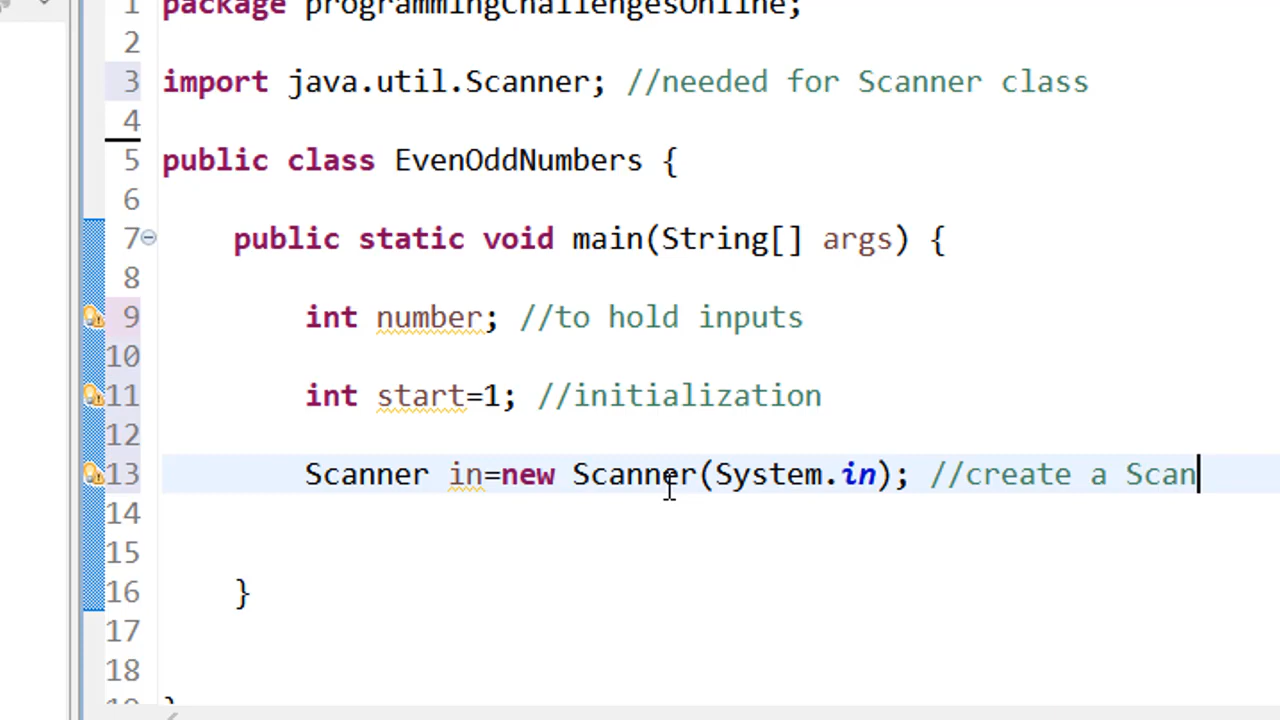 1 package programmingChallengesOnline;
2
3 import java.util.Scanner; //needed for Scanner class
4
5 public class EvenOddNumbers {
6
7 public static void main(String[] args) {
8
9 int number; //to hold inputs
10
11 int start=1; //initialization
12
13 Scanner in=new Scanner(System.in); //create a Scan
14
15
16 }
17
18
19 }